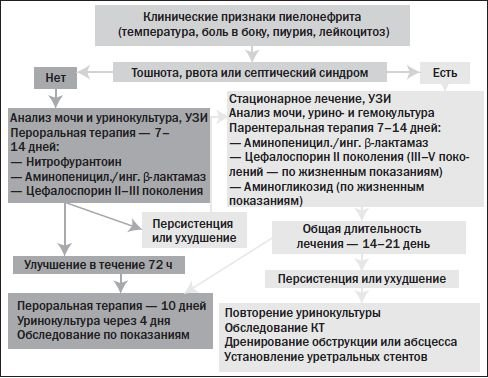 Клинические признаки пиелонефрита
(температура, боль в боку, пиурия, лейкоцитоз)
Нет
Тошнота, рвота или септический синдром
Есть
Анализ мочи и уринокультура, УЗИ
Пероральная терапия — 7–
14 дней:
— Нитрофурантоин
— Аминопеницил./инг. β-лактамаз
— Цефалоспорин II–III поколения
Стационарное лечение, УЗИ
Анализ мочи, урино- и гемокультура
Парентеральная терапия 7–14 дней:
— Аминопеницил./инг. β-лактамаза
— Цефалоспорин II поколения (III–V поко-
лений — по жизненным показаниям)
— Аминогликозид (по жизненным
показаниям)
Персистенция
или ухудшение
Общая длительность
лечения — 14–21 день
Улучшение в течение 72 ч
Персистенция или ухудшение
Пероральная терапия — 10 дней
Уринокультура через 4 дня
Обследование по показаниям
Повторение уринокультуры
Обследование КТ
Дренирование обструкции или абсцесса
Установление уретральных стентов